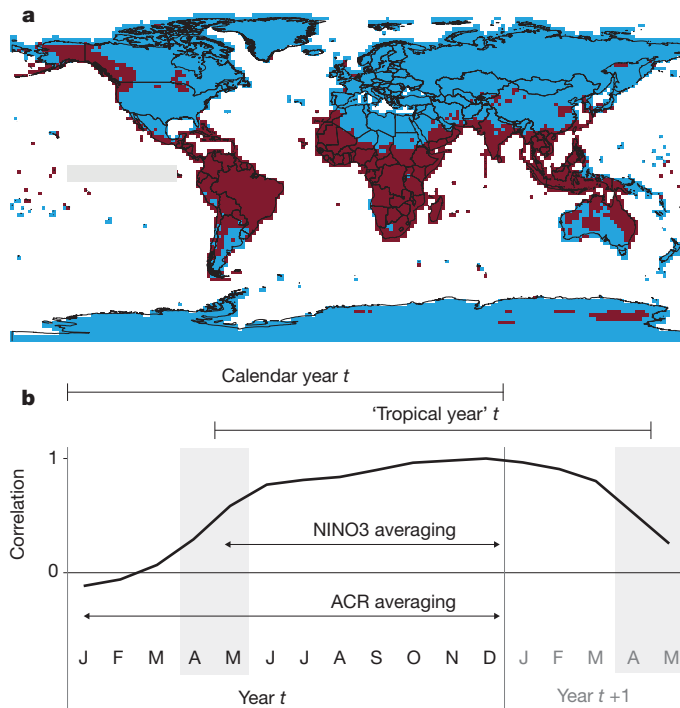 a
b
Calendar year t
'Tropical year' t
1
NINO3 averaging
Correlation
0
ACR averaging
J F M A M J J A S O N D J F M A M
Year t Year t +1